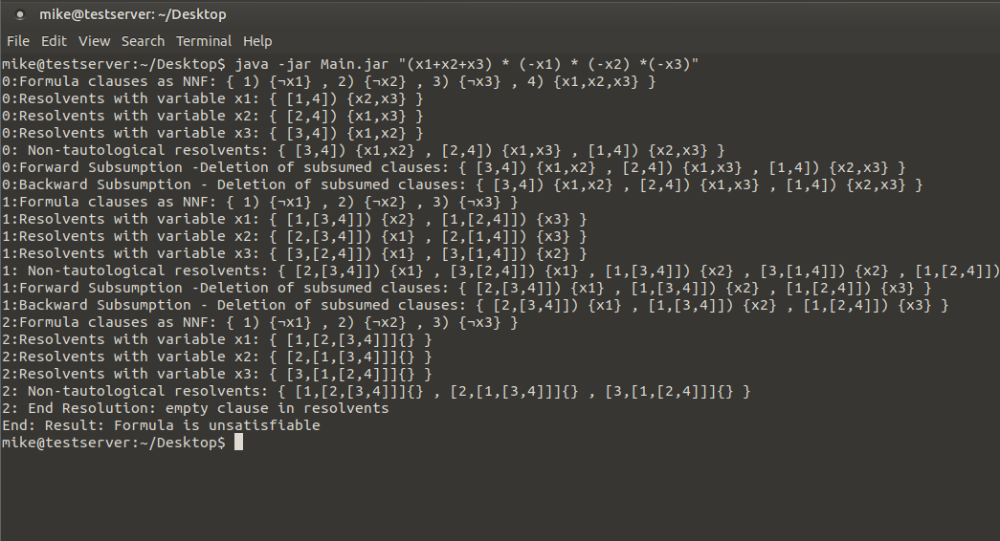 mike@testserver: ~/Desktop
File Edit View Search Terminal Help
mike@testserver:~/Desktop$ java -jar Main.jar "(x1+x2+x3) * (-x1) * (-x2) *(-x3)"
0:Formula clauses as NNF: { 1) {¬x1} , 2) {¬x2} , 3) {¬x3} , 4) {x1,x2,x3} }
0:Resolvents with variable x1: { [1,4]) {x2,x3} }
0:Resolvents with variable x2: { [2,4]) {x1,x3} }
0:Resolvents with variable x3: { [3,4]) {x1,x2} }
0: Non-tautological resolvents: { [3,4]) {x1,x2} , [2,4]) {x1,x3} , [1,4]) {x2,x3} }
0:Forward Subsumption -Deletion of subsumed clauses: { [3,4]) {x1,x2} , [2,4]) {x1,x3} , [1,4]) {x2,x3} }
0:Backward Subsumption - Deletion of subsumed clauses: { [3,4]) {x1,x2} , [2,4]) {x1,x3} , [1,4]) {x2,x3} }
1:Formula clauses as NNF: { 1) {¬x1} , 2) {¬x2} , 3) {¬x3} }
1:Resolvents with variable x1: { [1,[3,4]]) {x2} , [1,[2,4]]) {x3} }
1:Resolvents with variable x2: { [2,[3,4]]) {x1} , [2,[1,4]]) {x3} }
1:Resolvents with variable x3: { [3,[2,4]]) {x1} , [3,[1,4]]) {x2} }
1: Non-tautological resolvents: { [2,[3,4]]) {x1} , [3,[2,4]]) {x1} , [1,[3,4]]) {x2} , [3,[1,4]]) {x2} , [1,[2,4]])
1:Forward Subsumption -Deletion of subsumed clauses: { [2,[3,4]]) {x1} , [1,[3,4]]) {x2} , [1,[2,4]]) {x3} }
1:Backward Subsumption - Deletion of subsumed clauses: { [2,[3,4]]) {x1} , [1,[3,4]]) {x2} , [1,[2,4]]) {x3} }
2:Formula clauses as NNF: { 1) {¬x1} , 2) {¬x2} , 3) {¬x3} }
2:Resolvents with variable x1: { [1,[2,[3,4]]]{} }
2:Resolvents with variable x2: { [2,[1,[3,4]]]{} }
2:Resolvents with variable x3: { [3,[1,[2,4]]]{} }
2: Non-tautological resolvents: { [1,[2,[3,4]]]{} , [2,[1,[3,4]]]{} , [3,[1,[2,4]]]{} }
2: End Resolution: empty clause in resolvents
End: Result: Formula is unsatisfiable
mike@testserver:~/Desktop$